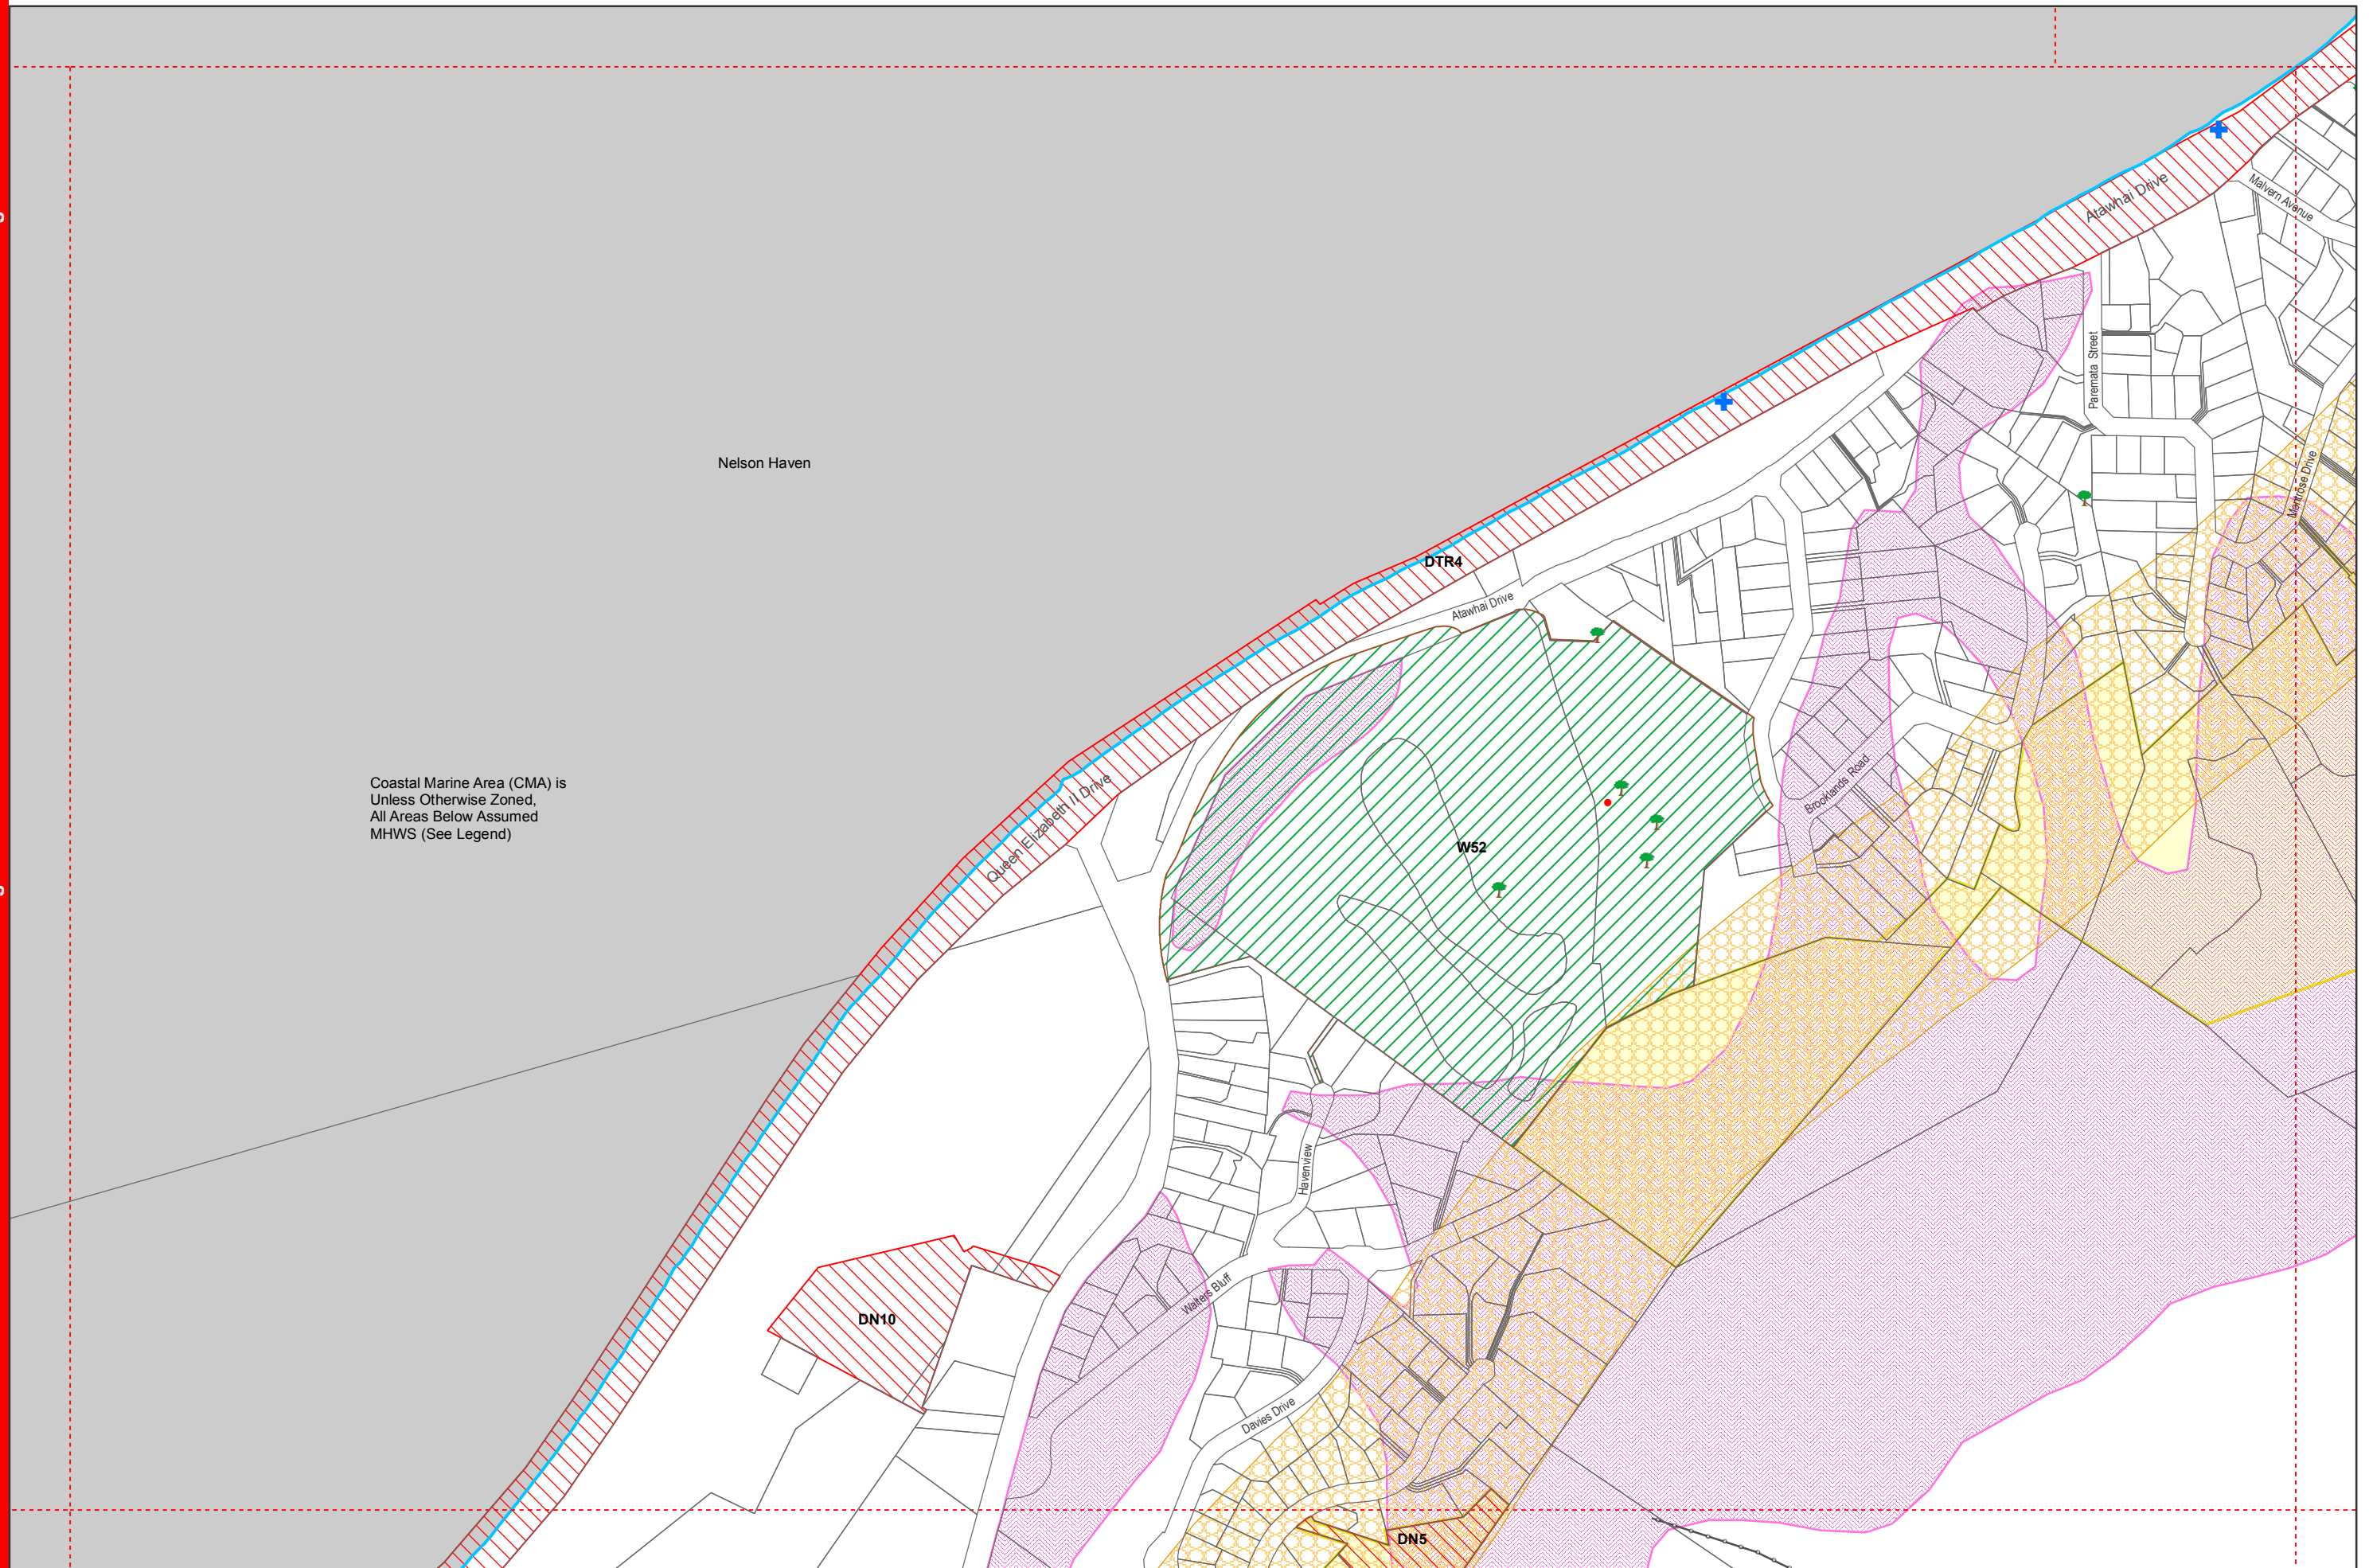 Atawhai Drive
Malvern Avenue
Paremata Street
Nelson Haven
Montrose Drive
DTR4
Atawhai Drive
Coastal Marine Area (CMA) is
Unless Otherwise Zoned,
All Areas Below Assumed
MHWS (See Legend)
Queen Elizabeth II Drive
Brooklands Road
W52
Havenview
Walters Bluff
DN10
Davies Drive
DN5